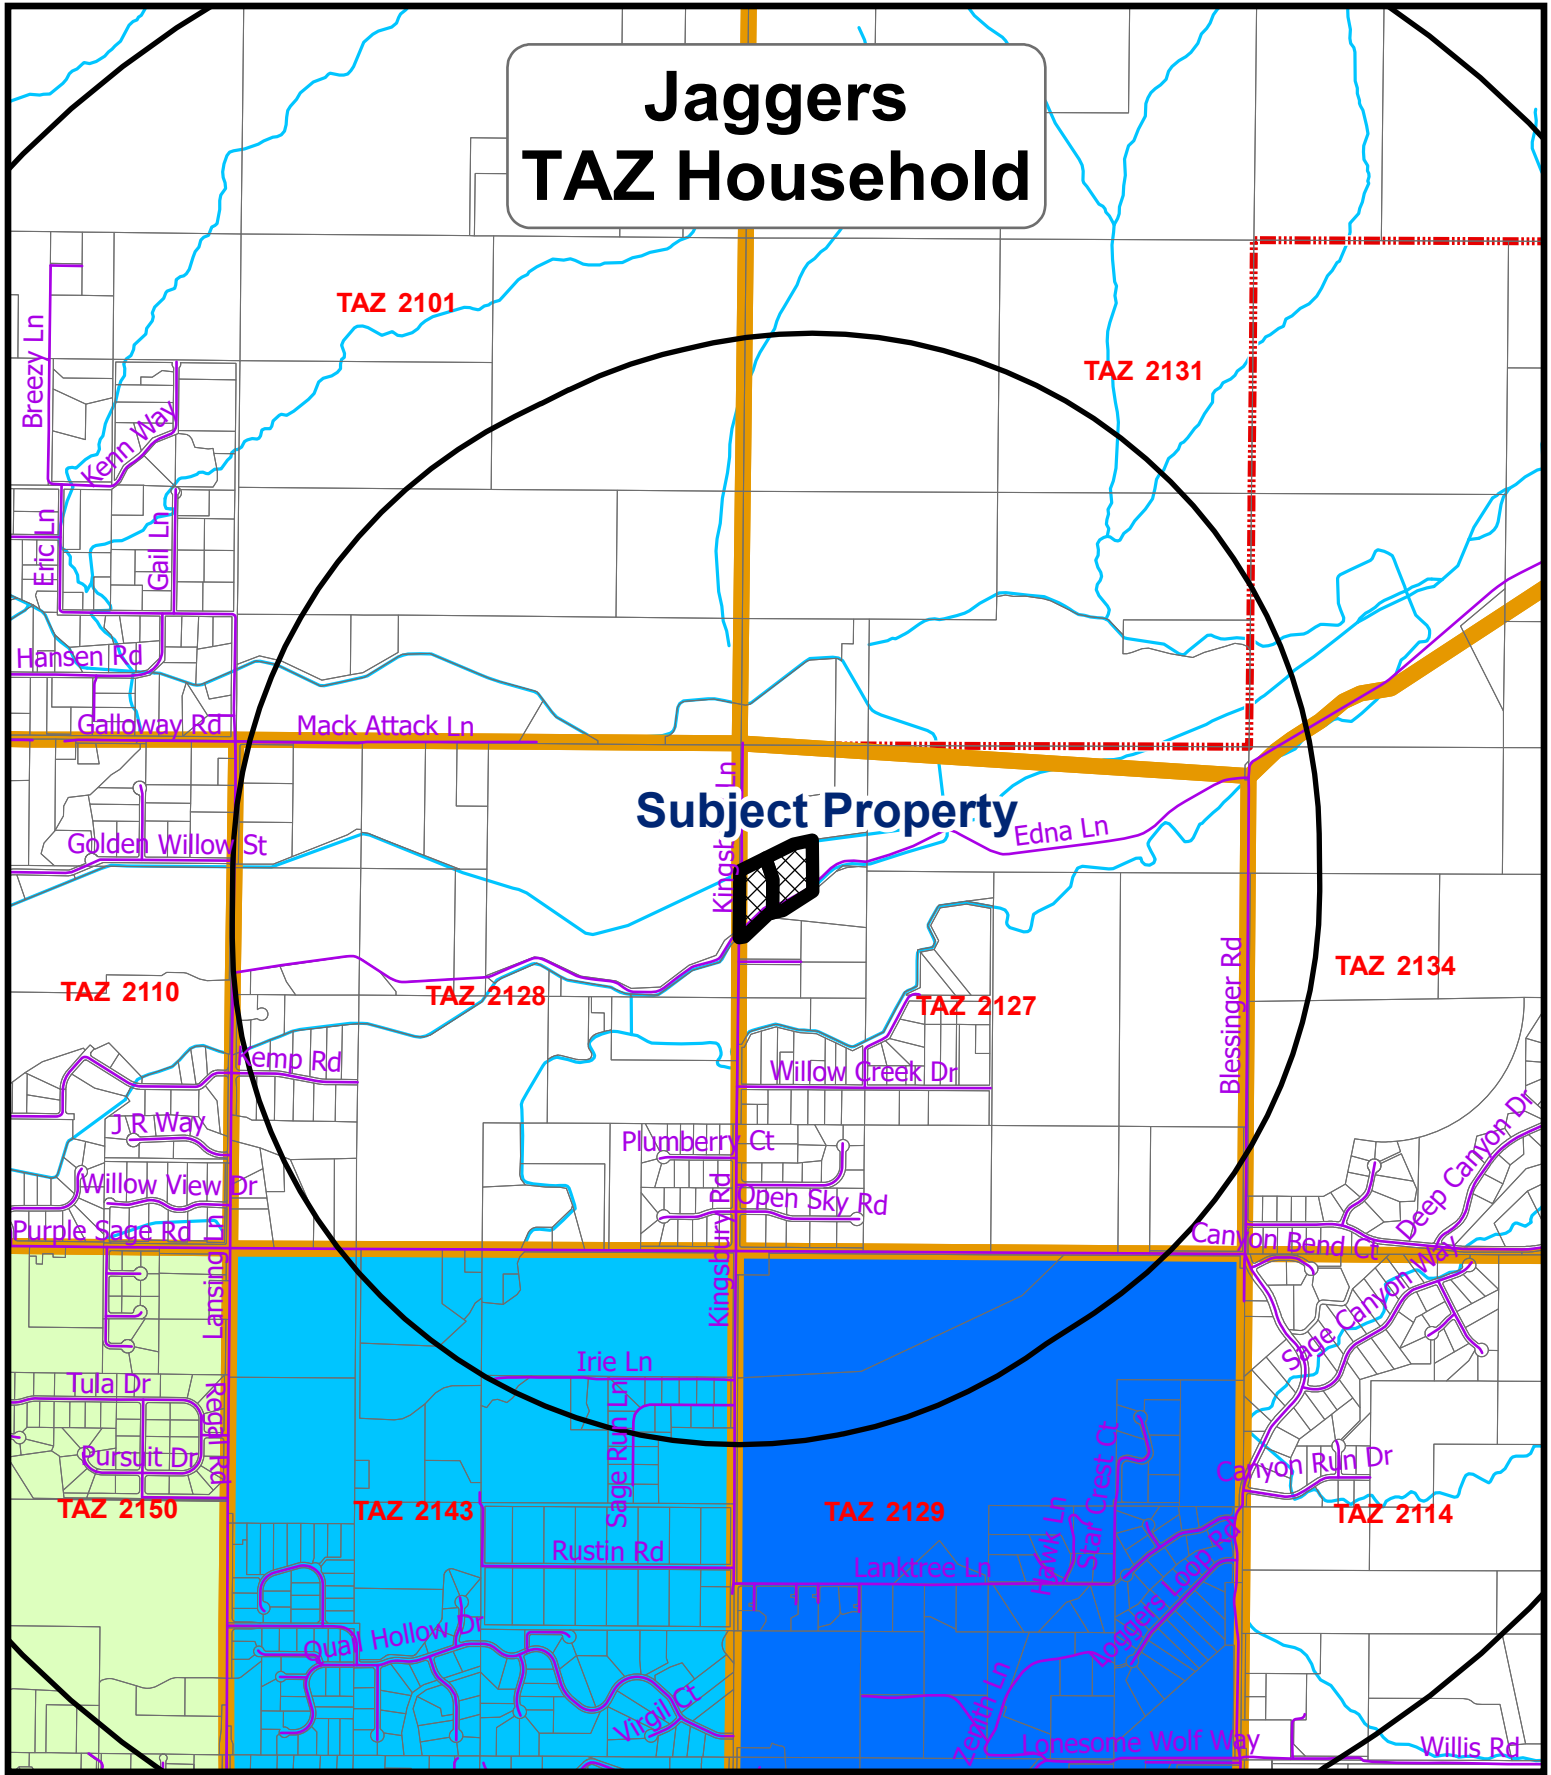 Jaggers
TAZ Household
TAZ 2101
Breezy Ln
TAZ 2131
Kenn Way
Eric Ln
Gail Ln
Hansen Rd
Galloway Rd
Mack Attack Ln
Subject Property
Edna Ln
Golden Willow St
Blessinger Rd
TAZ 2110
TAZ 2128
TAZ 2127
TAZ 2134
Kemp Rd
Willow Creek Dr
J R Way
Plumberry Ct
Deep Canyon Dr
Willow View Dr
Open Sky Rd
Purple Sage Rd
Lansing Ln
Kingsbury Rd
Canyon Bend Ct
Sage Canyon Way
Irie Ln
Tula Dr
Regal Rd
Sage Run Ln
Pursuit Dr
Star Crest Ct
Canyon Run Dr
TAZ 2150
TAZ 2143
TAZ 2129
TAZ 2114
Hawk Ln
Rustin Rd
Lanktree Ln
Loggers Loop Rd
Quail Hollow Dr
Virgil Ct
Zenith Ln
Lonesome Wolf Way
Willis Rd